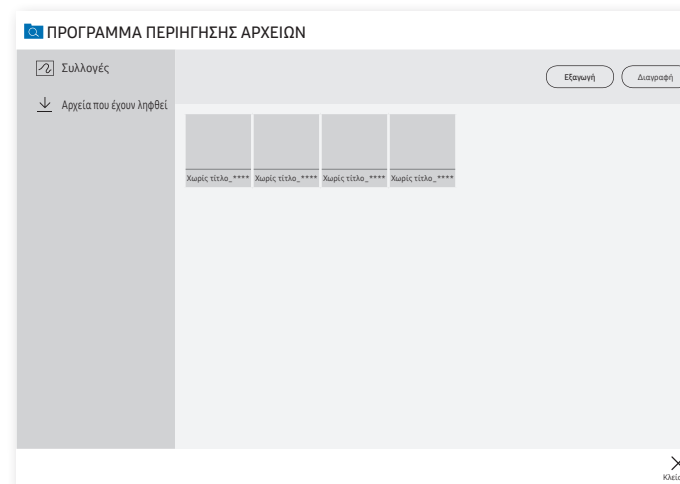 ΠΡΟΓΡΑΜΜΑ ΠΕΡΙΗΓΗΣΗΣ ΑΡΧΕΙΩΝ
Συλλογές
Αρχεία που έχουν ληφθεί
Εξαγωγή Διαγραφή
Χωρίς τίτλο_**** Χωρίς τίτλο_**** Χωρίς τίτλο_**** Χωρίς τίτλο_****